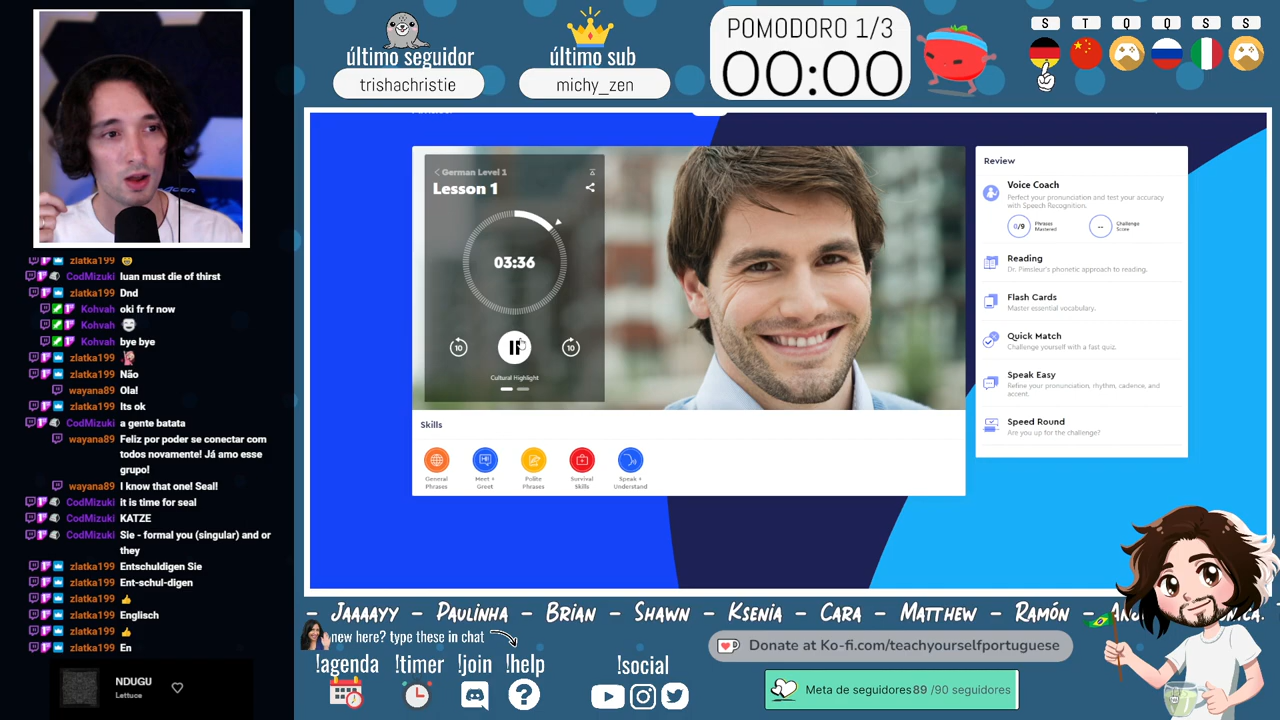 último seguidor
trishachristie
último sub
michy_zen
POMODORO 1/3
00:00
S T Q Q S S
zlatka199
CodMizuki luan must die of thirst
zlatka199 Dnd
Kohvah oki fr fr now
Kohvah
Kohvah bye bye
zlatka199
zlatka199 Não
wayana89 Ola!
zlatka199 Its ok
CodMizuki a gente batata
wayana89 Feliz por poder se conectar com
todos novamente! Já amo esse
grupo!
wayana89 I know that one! Seal!
CodMizuki it is time for seal
CodMizuki KATZE
CodMizuki Sie - formal you (singular) and or
they
zlatka199 Entschuldigen Sie
zlatka199 Ent-schul-digen
zlatka199
zlatka199 Englisch
zlatka199
zlatka199 En
NDUGU
Lettuce
German Level 1
Lesson 1
03:36
10
10
Cultural Highlight
Skills
General
Phrases
Meet +
Greet
Polite
Phrases
Survival
Skills
Speak +
Understand
Review
Voice Coach
Perfect your pronunciation and test your accuracy
with Speech Recognition.
0/9
Phrases
Mastered
--
Challenge
Score
Reading
Dr. Pimsleur's phonetic approach to reading.
Flash Cards
Master essential vocabulary.
Quick Match
Challenge yourself with a fast quiz.
Speak Easy
Refine your pronunciation, rhythm, cadence, and
accent.
Speed Round
Are you up for the challenge?
- Jaaayy - Paulina - Brian - Shawn - Ksenia - Cara - Matthew - Ramón -
new here? type these in chat
!agenda
!timer
!join
!help
!social
Donate at Ko-fi.com/teachyourselfportuguese
Meta de seguidores 89 /90 seguidores